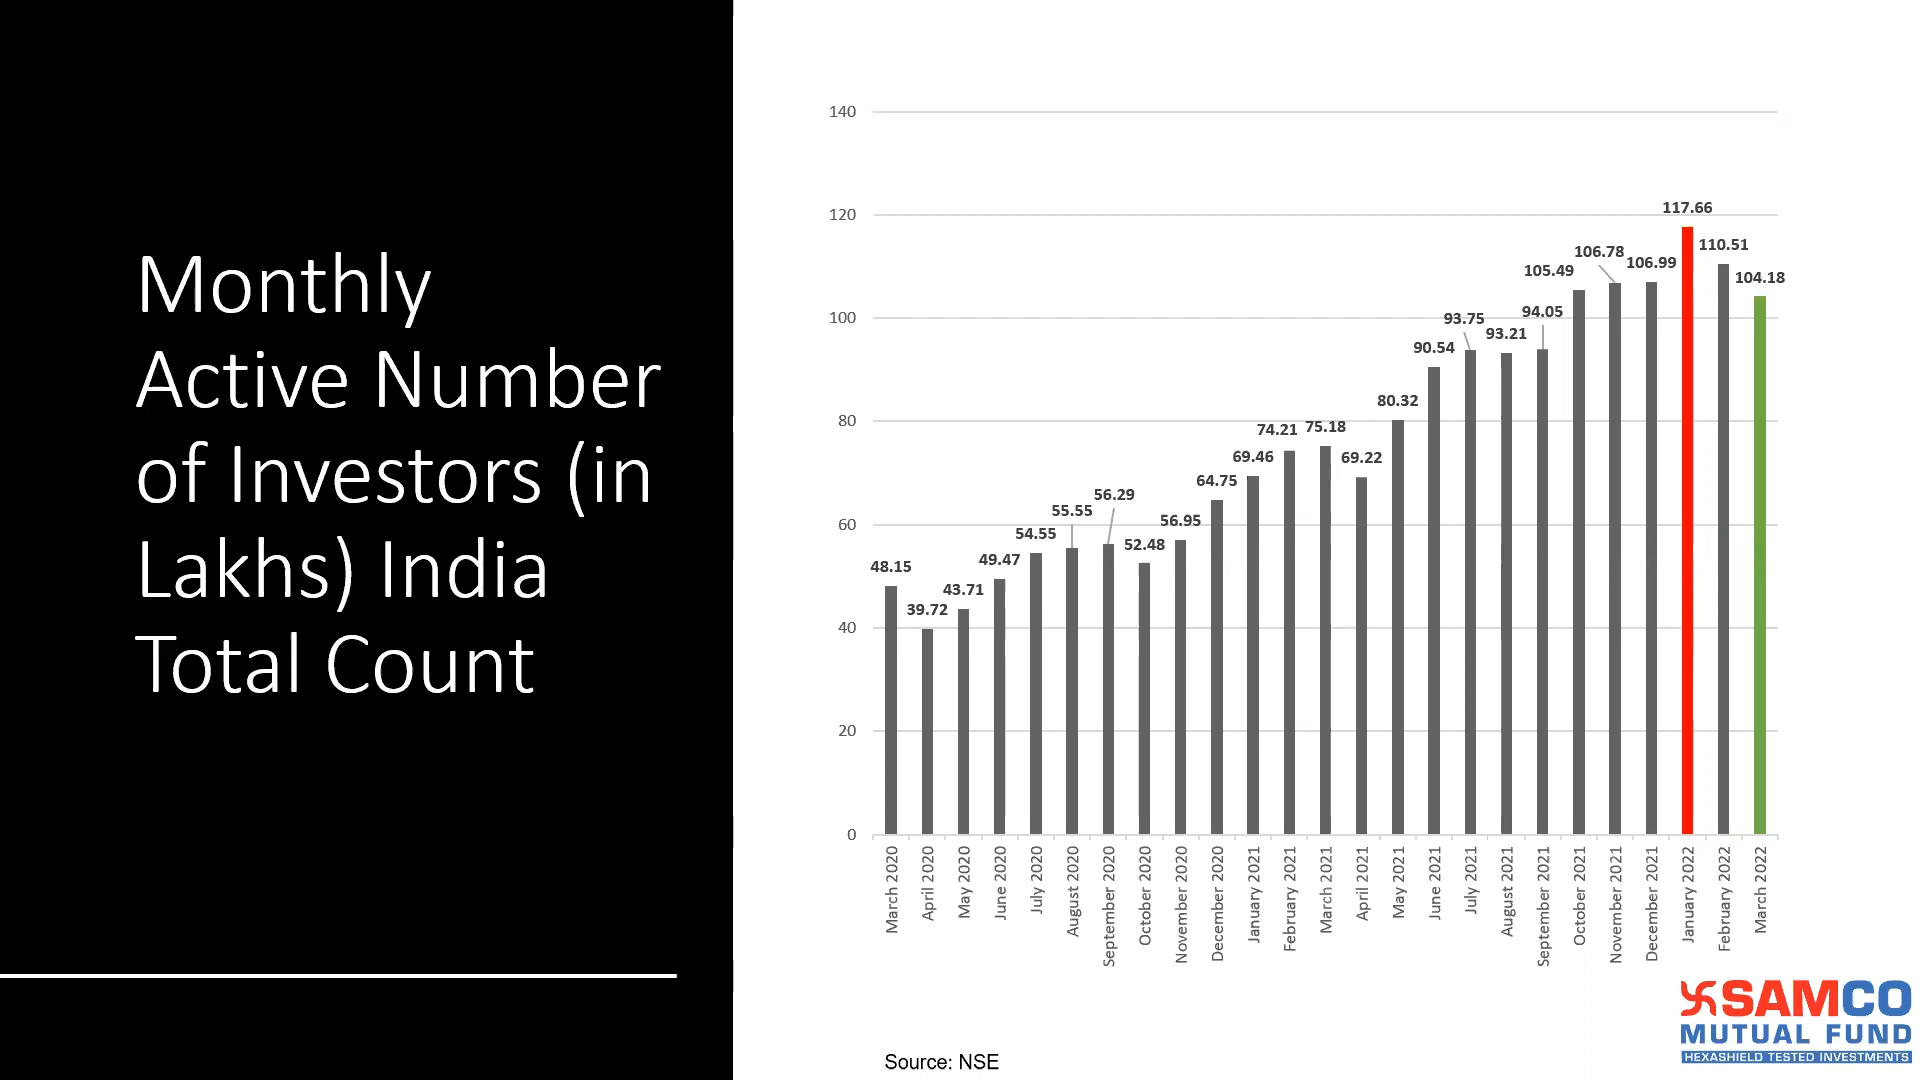 Monthly
Active Number
of Investors (in
Lakhs) India
Total Count
140
120
100
80
60
40
20
0
48.15
39.72
43.71
49.47
54.55
55.55
56.29
52.48
56.95
64.75
69.46
74.21
75.18
69.22
80.32
90.54
93.75
93.21
94.05
105.49
106.78
106.99
117.66
110.51
104.18
March 2020
April 2020
May 2020
June 2020
July 2020
August 2020
September 2020
October 2020
November 2020
December 2020
January 2021
February 2021
March 2021
April 2021
May 2021
June 2021
July 2021
August 2021
September 2021
October 2021
November 2021
December 2021
January 2022
February 2022
March 2022
Source: NSE
SAMCO
MUTUAL FUND
HEXASHIELD TESTED INVESTMENTS